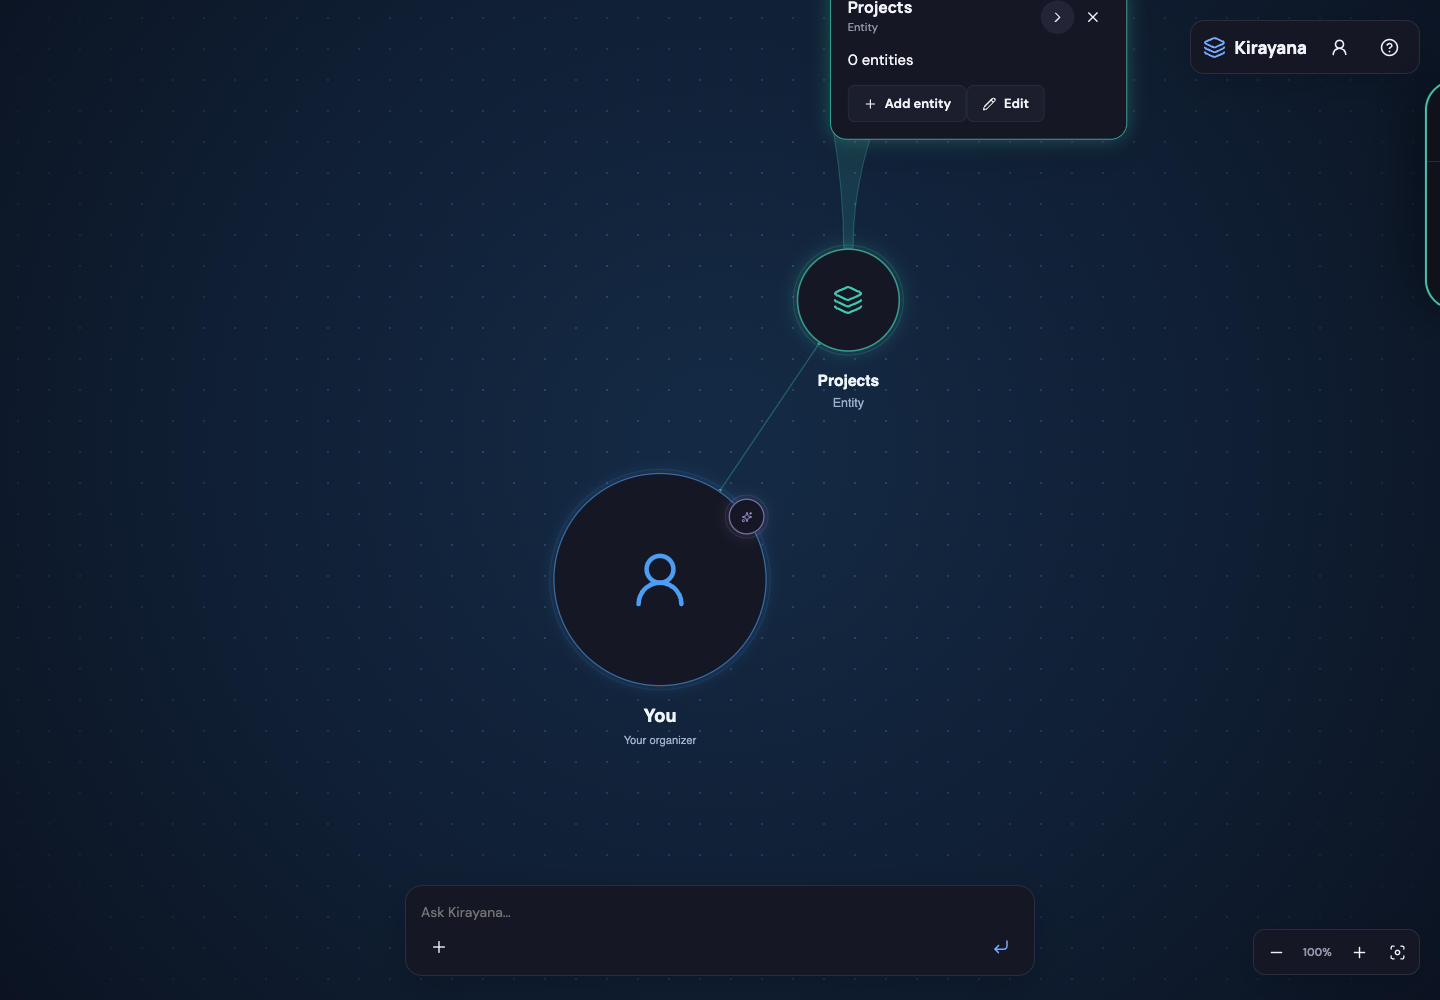 Projects
Entity
0 entities
Add entity
Edit
Kirayana
Projects
Entity
You
Your organizer
Ask Kirayana...
100%